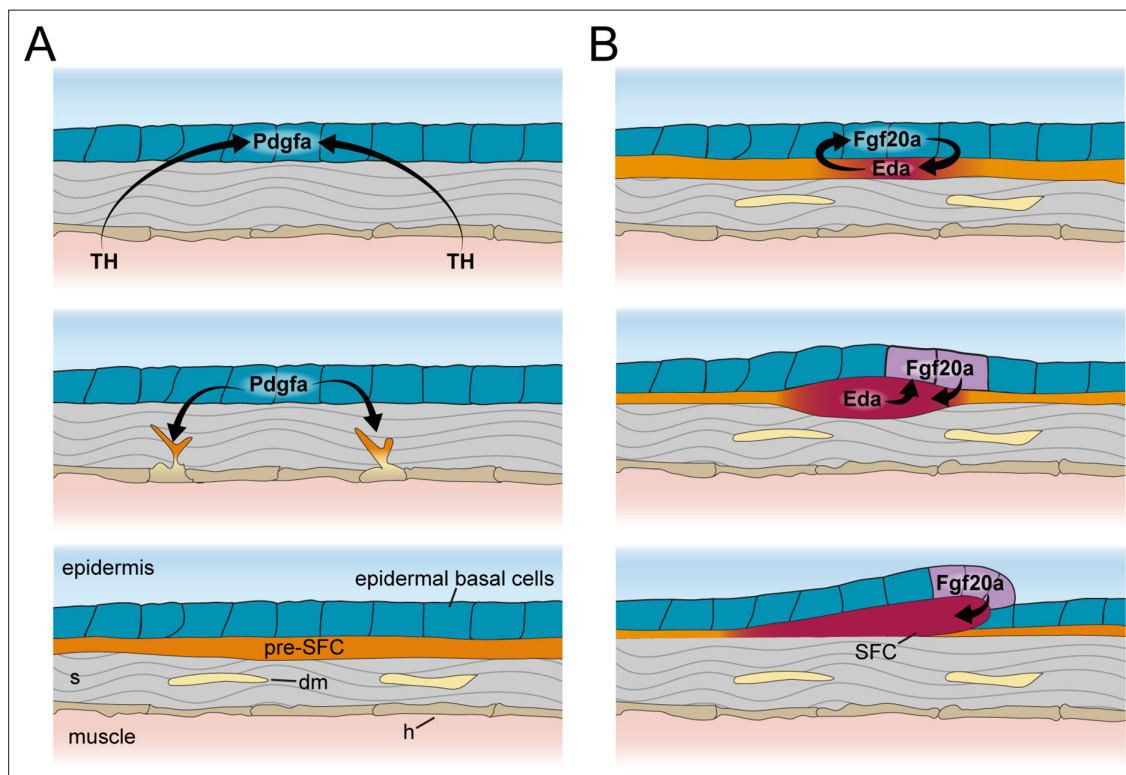 A
Pdgfa
TH TH
Pdgfa
epidermis
epidermal basal cells
pre-SFC
s
dm
h
muscle
B
Fgf20a
Eda
Fgf20a
Eda
Fgf20a
SFC